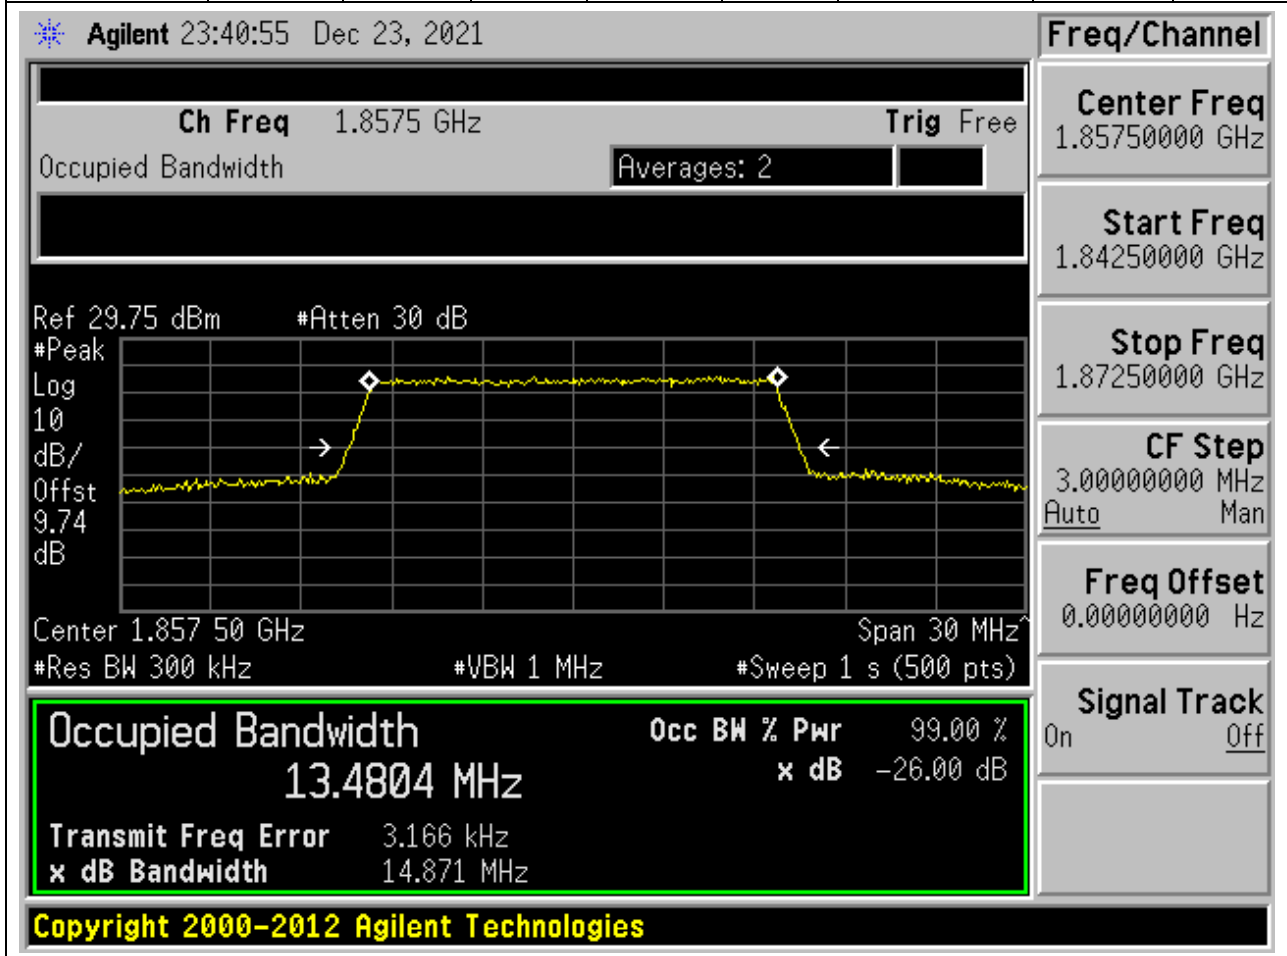 Agilent 23:40:55 Dec 23, 2021
Freq/Channel
Ch Freq 1.8575 GHz Trig Free
Occupied Bandwidth Averages: 2
Center Freq
1.85750000 GHz
Start Freq
1.84250000 GHz
Stop Freq
1.87250000 GHz
CF Step
3.00000000 MHz
Auto Man
Freq Offset
0.00000000 Hz
Signal Track
On Off
Ref 29.75 dBm #Atten 30 dB
#Peak
Log
10
dB/
Offst
9.74
dB
Center 1.857 50 GHz Span 30 MHz^
#Res BW 300 kHz #VBW 1 MHz #Sweep 1 s (500 pts)
Occupied Bandwidth Occ BW % Pwr 99.00 %
13.4804 MHz x dB -26.00 dB
Transmit Freq Error 3.166 kHz
x dB Bandwidth 14.871 MHz
Copyright 2000-2012 Agilent Technologies